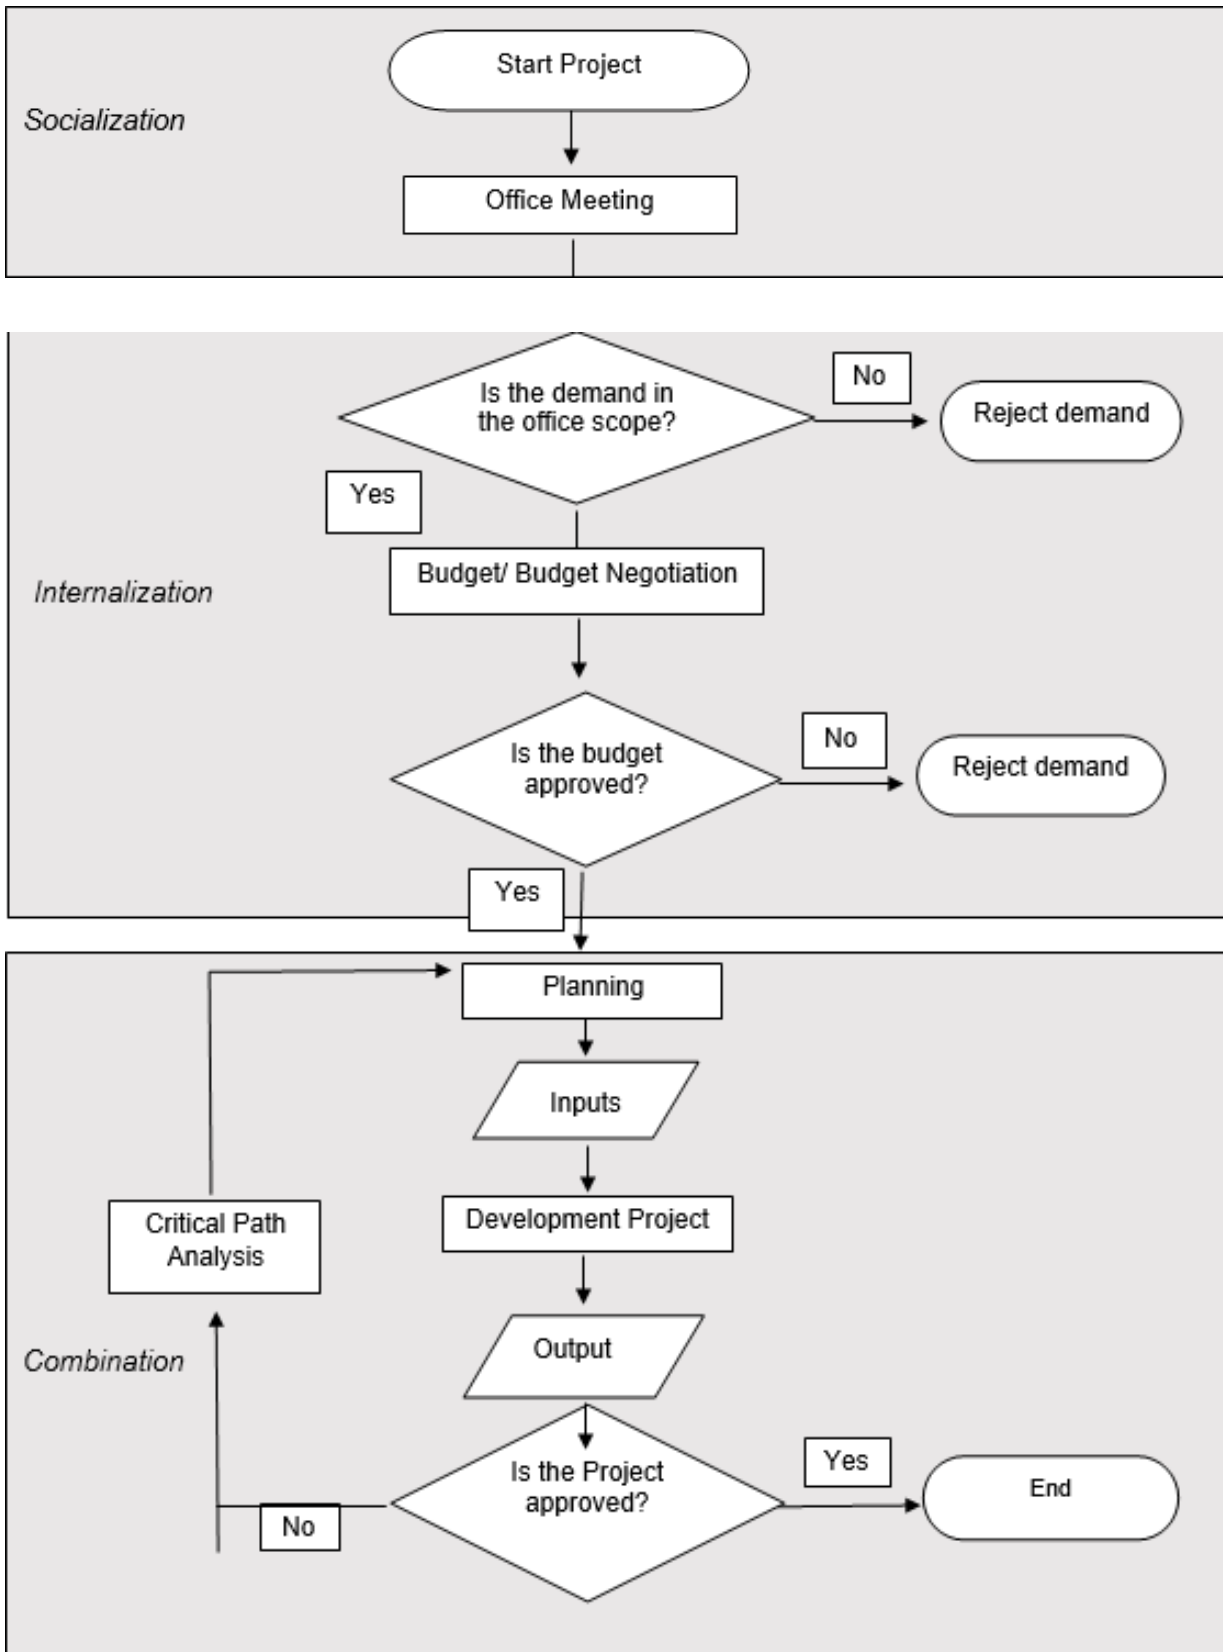 Start Project
Socialization
Office Meeting
Is the demand in
the office scope?
No
Reject demand
Yes
Budget/ Budget Negotiation
Internalization
Is the budget
approved?
No
Reject demand
Yes
Planning
Inputs
Critical Path
Analysis
Development Project
Combination
Output
Is the Project
approved?
Yes
End
No